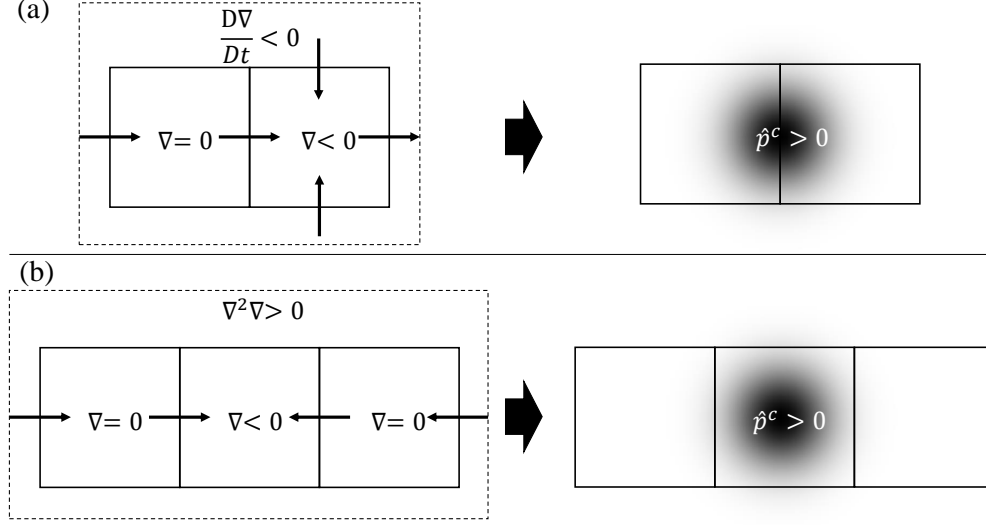 (a)
D∇/Dt < 0
∇= 0 ∇< 0
p̂ᶜ > 0
(b)
∇²∇> 0
∇= 0 ∇< 0 ∇= 0
p̂ᶜ > 0